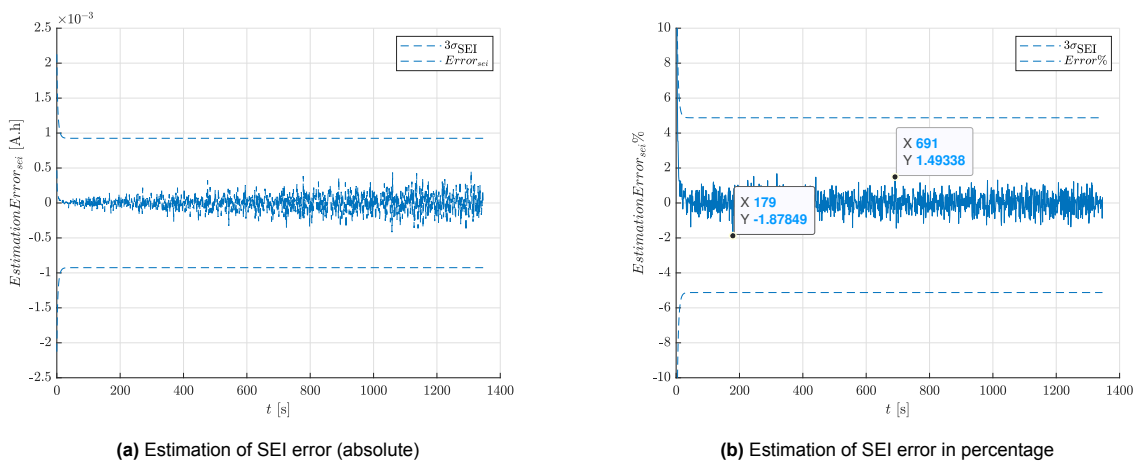 ×10⁻³
2.5
2
1.5
1
0.5
0
-0.5
-1
-1.5
-2
-2.5
EstimationError_sei [A.h]
3σ_SEI
Error_sei
0 200 400 600 800 1000 1200 1400
t [s]
(a) Estimation of SEI error (absolute)
10
8
6
4
2
0
-2
-4
-6
-8
-10
EstimationError_sei%
3σ_SEI
Error%
X 691
Y 1.49338
X 179
Y -1.87849
0 200 400 600 800 1000 1200 1400
t [s]
(b) Estimation of SEI error in percentage